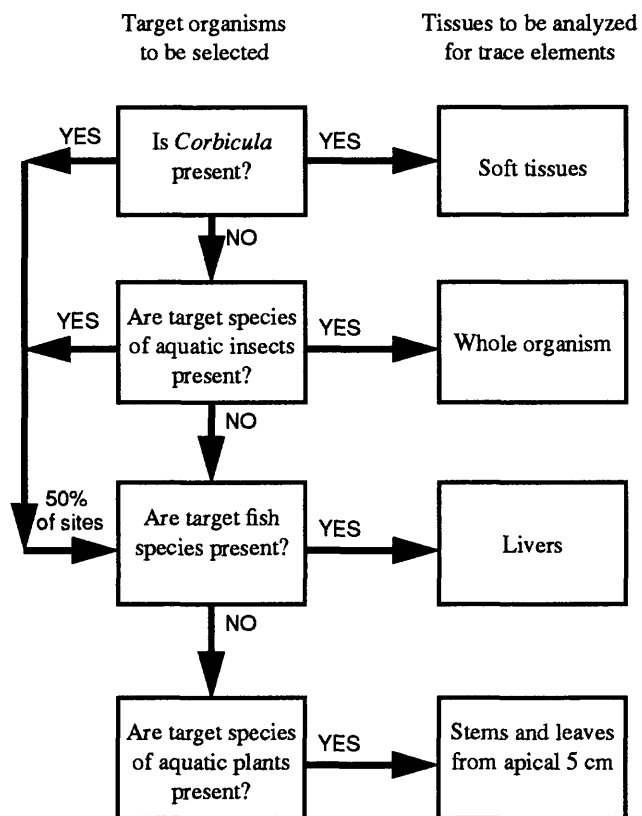 Target organisms
to be selected
Tissues to be analyzed
for trace elements
YES
Is Corbicula
present?
YES
Soft tissues
NO
YES
Are target species
of aquatic insects
present?
YES
Whole organism
NO
50%
of sites
Are target fish
species present?
YES
Livers
NO
Are target species
of aquatic plants
present?
YES
Stems and leaves
from apical 5 cm